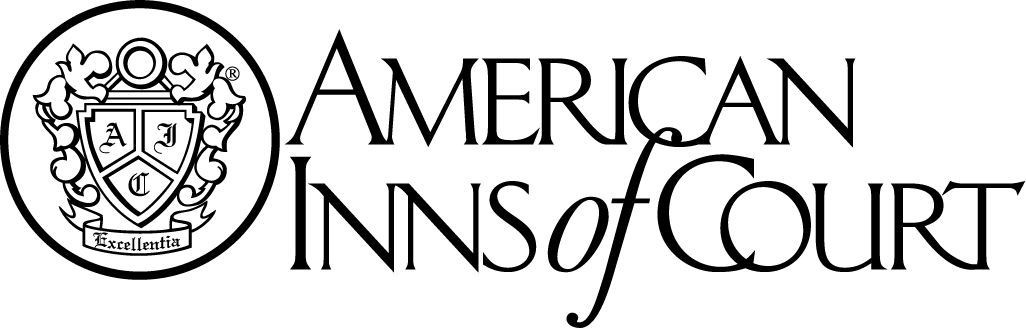 ®
A I
C
Excellentia
AMERICAN
INNS of COURT